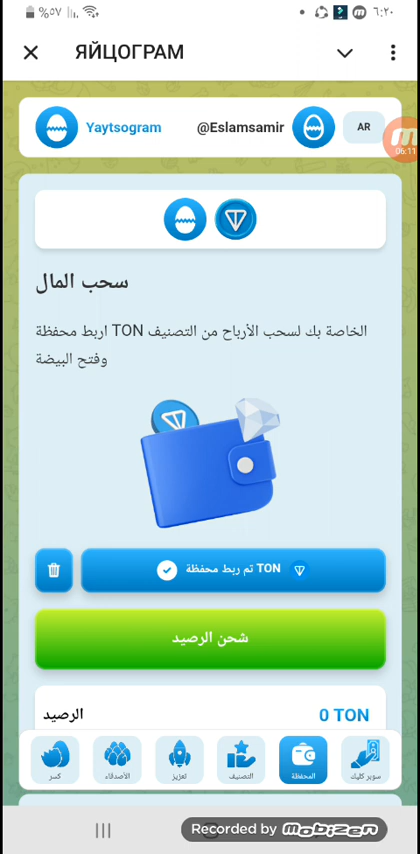 %٥٧
٦:٢٠
ЯЙЦОГРАМ
Yaytsogram
@Eslamsamir
AR
06:11
سحب المال
الخاصة بك لسحب الأرباح من التصنيف TON اربط محفظة
وفتح البيضة
TON تم ربط محفظة
شحن الرصيد
الرصيد
0 TON
كسر
الأصدقاء
تعزيز
التصنيف
المحفظة
سوبر كليك
Recorded by mobizen